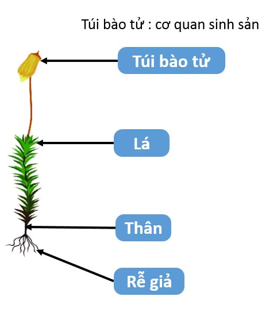 Túi bào tử : cơ quan sinh sản
Túi bào tử
Lá
Thân
Rễ giả